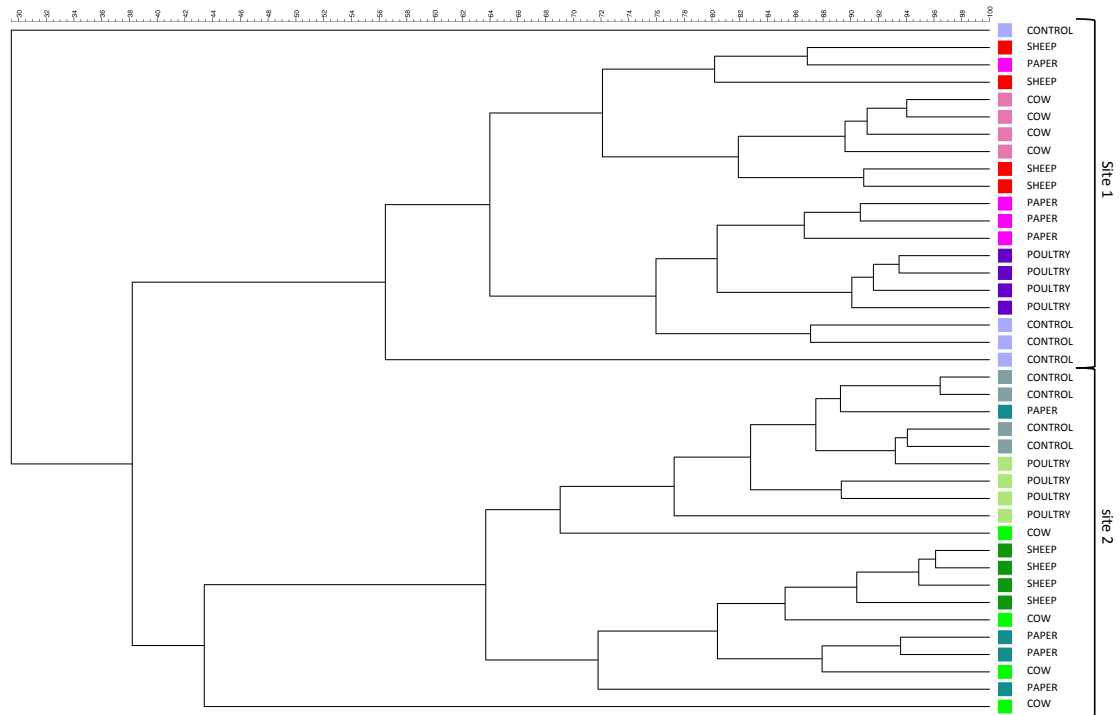 30 32 34 36 38 40 42 44 46 48 50 52 54 56 58 60 62 64 66 68 70 72 74 76 78 80 82 84 86 88 90 92 94 96 98 100
CONTROL
SHEEP
PAPER
SHEEP
COW
COW
COW
COW
SHEEP
SHEEP
PAPER
PAPER
PAPER
POULTRY
POULTRY
POULTRY
POULTRY
CONTROL
CONTROL
CONTROL
Site 1
CONTROL
CONTROL
PAPER
CONTROL
CONTROL
POULTRY
POULTRY
POULTRY
POULTRY
COW
SHEEP
SHEEP
SHEEP
SHEEP
COW
PAPER
PAPER
COW
PAPER
COW
site 2